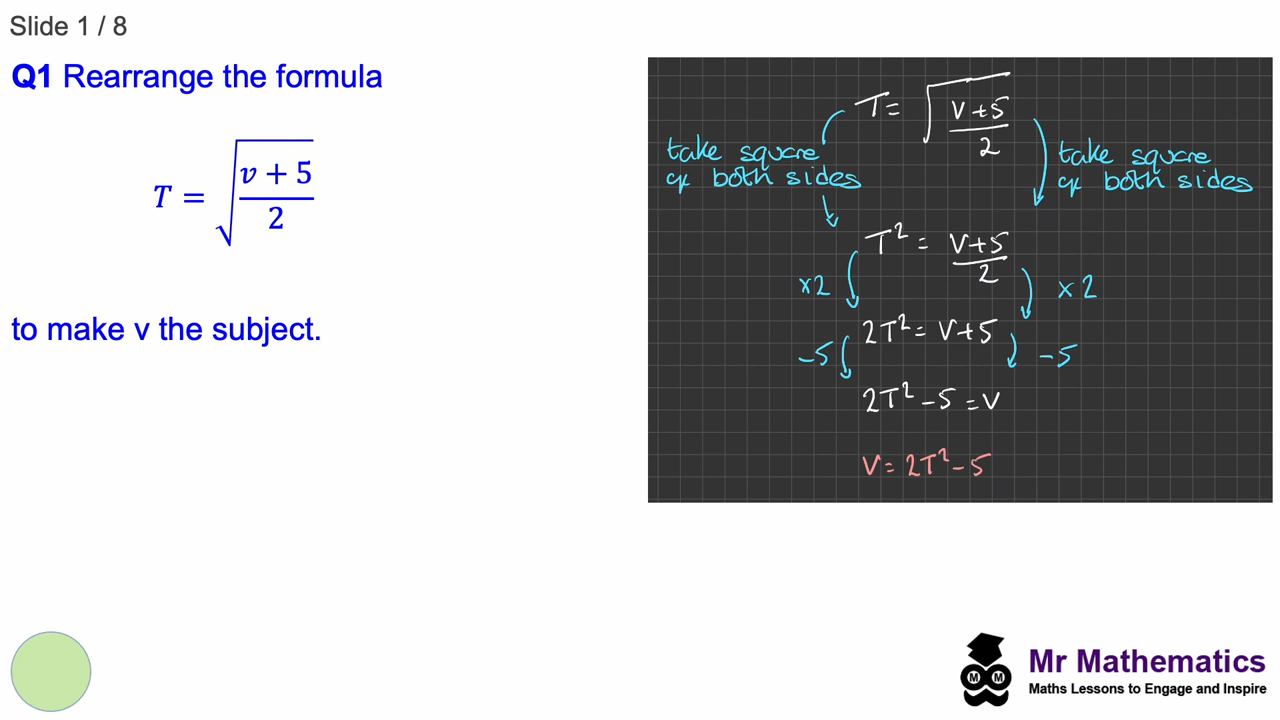 Slide 1 / 8
Q1 Rearrange the formula
T = √((v + 5)/2)
to make v the subject.
T = √((v+5)/2)
take square
of both sides
take square
of both sides
T² = (v+5)/2
×2
×2
2T² = v+5
-5
-5
2T² - 5 = v
v = 2T² - 5
M M
Mr Mathematics
Maths Lessons to Engage and Inspire